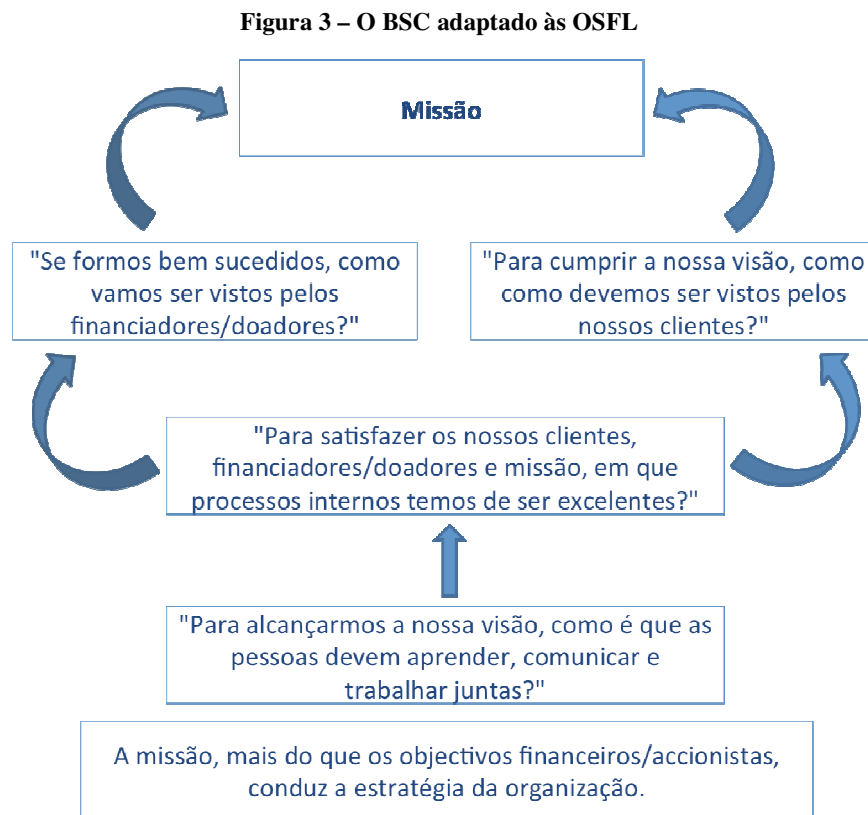 Figura 3 – O BSC adaptado às OSFL
Missão
"Se formos bem sucedidos, como
vamos ser vistos pelos
financiadores/doadores?"
"Para cumprir a nossa visão, como
como devemos ser vistos pelos
nossos clientes?"
"Para satisfazer os nossos clientes,
financiadores/doadores e missão, em que
processos internos temos de ser excelentes?"
"Para alcançarmos a nossa visão, como é que as
pessoas devem aprender, comunicar e
trabalhar juntas?"
A missão, mais do que os objectivos financeiros/accionistas,
conduz a estratégia da organização.